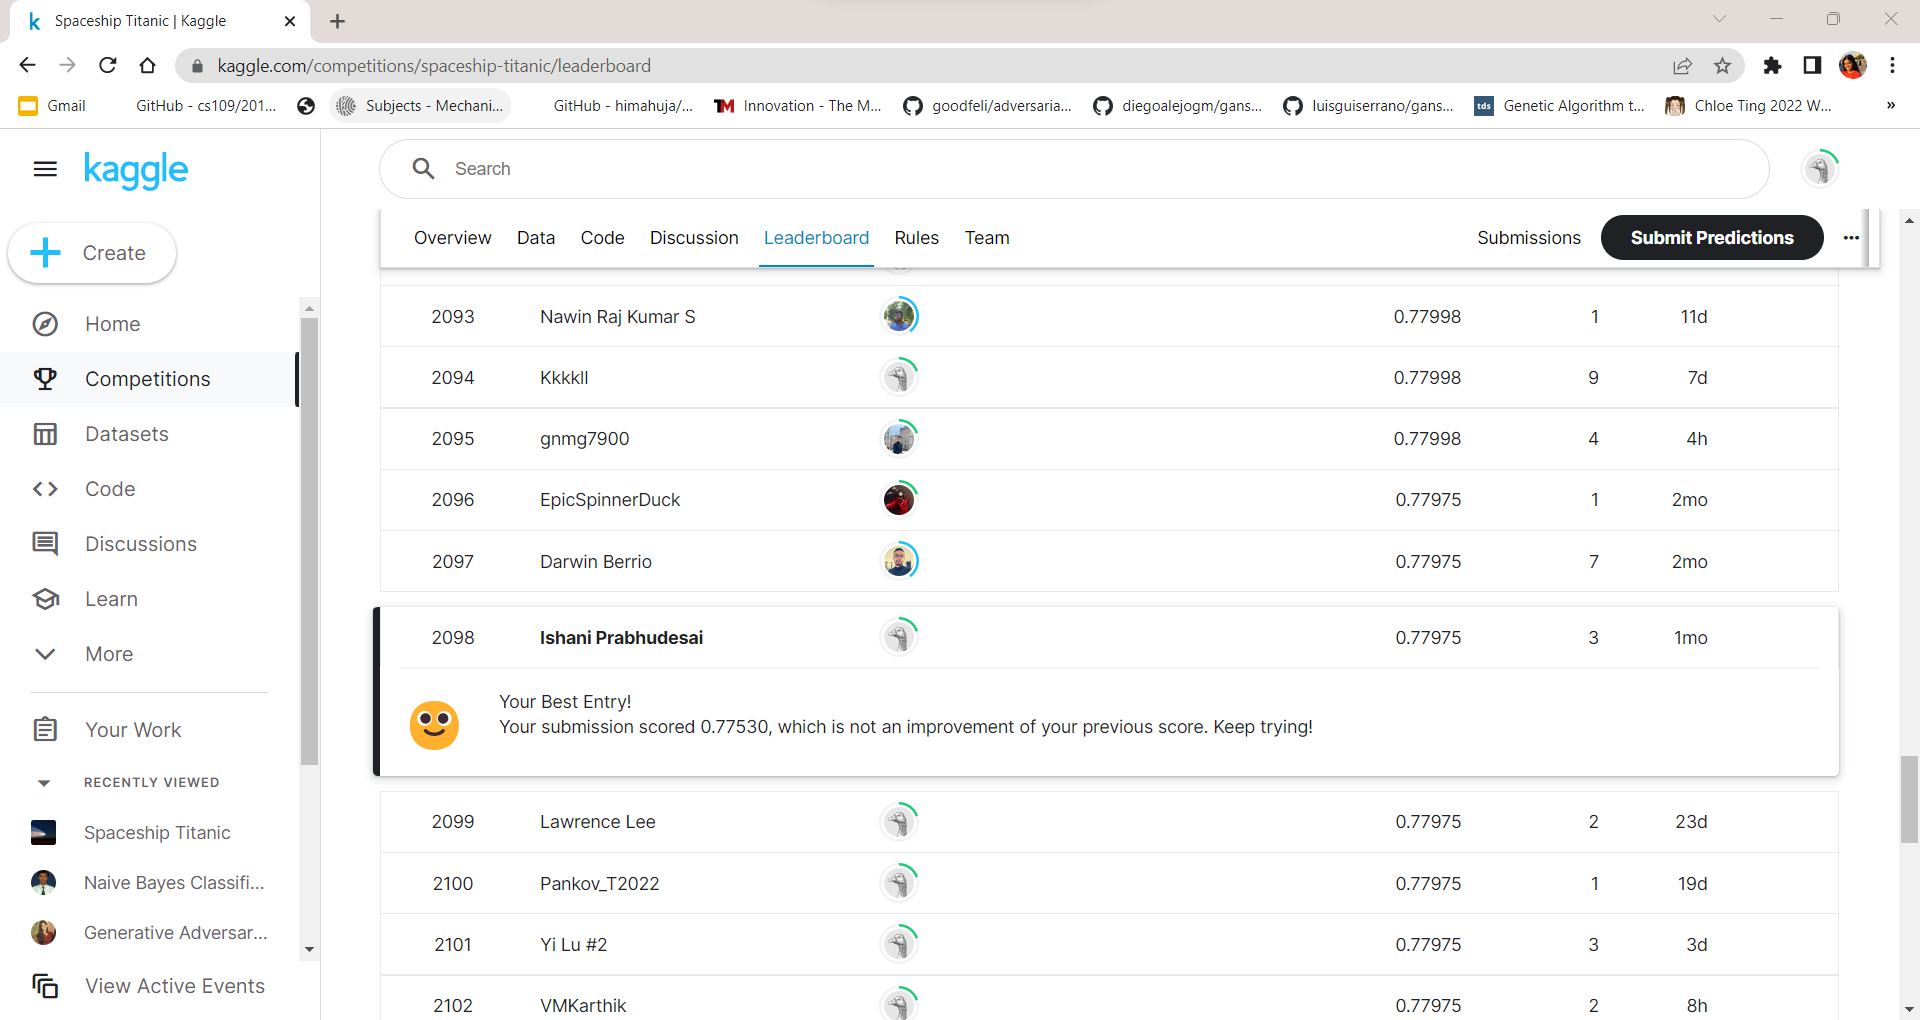 Spaceship Titanic | Kaggle
kaggle.com/competitions/spaceship-titanic/leaderboard
Gmail
GitHub - cs109/201...
Subjects - Mechani...
GitHub - himahuja/...
TM Innovation - The M...
goodfeli/adversaria...
diegoalejogm/gans...
luisguiserrano/gans...
tds Genetic Algorithm t...
Chloe Ting 2022 W...
»
kaggle
Search
Create
Home
Competitions
Datasets
Code
Discussions
Learn
More
Your Work
RECENTLY VIEWED
Spaceship Titanic
Naive Bayes Classifi...
Generative Adversar...
View Active Events
Overview Data Code Discussion Leaderboard Rules Team Submissions Submit Predictions
2093 Nawin Raj Kumar S 0.77998 1 11d
2094 Kkkkll 0.77998 9 7d
2095 gnmg7900 0.77998 4 4h
2096 EpicSpinnerDuck 0.77975 1 2mo
2097 Darwin Berrio 0.77975 7 2mo
2098 Ishani Prabhudesai 0.77975 3 1mo
Your Best Entry!
Your submission scored 0.77530, which is not an improvement of your previous score. Keep trying!
2099 Lawrence Lee 0.77975 2 23d
2100 Pankov_T2022 0.77975 1 19d
2101 Yi Lu #2 0.77975 3 3d
2102 VMKarthik 0.77975 2 8h